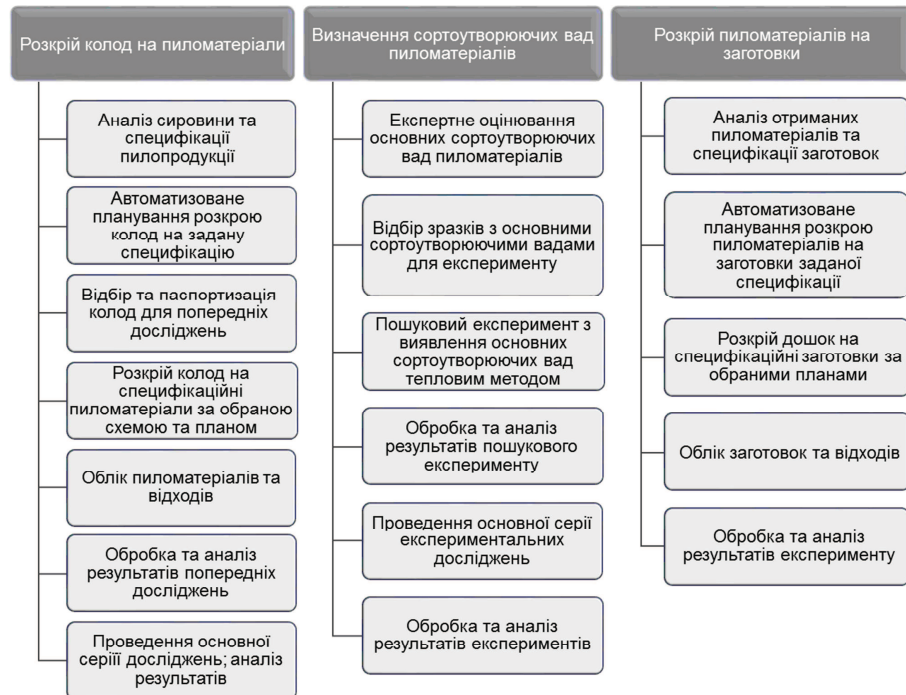 Розкрій колод на пиломатеріали
Аналіз сировини та
специфікації
пилопродукції
Автоматизоване
планування розкрою
колод на задану
специфікацію
Відбір та паспортизація
колод для попередніх
досліджень
Розкрій колод на
специфікаційні
пиломатеріали за обраною
схемою та планом
Облік пиломатеріалів та
відходів
Обробка та аналіз
результатів попередніх
досліджень
Проведення основної
серіїї досліджень; аналіз
результатів
Визначення сортоутворюючих вад
пиломатеріалів
Експертне оцінювання
основних сортоутворюючих
вад пиломатеріалів
Відбір зразків з основними
сортоутворюючими вадами
для експерименту
Пошуковий експеримент з
виявлення основних
сортоутворюючих вад
тепловим методом
Обробка та аналіз
результатів пошукового
експерименту
Проведення основної серії
експериментальних
досліджень
Обробка та аналіз
результатів експериментів
Розкрій пиломатеріалів на
заготовки
Аналіз отриманих
пиломатеріалів та
специфікації заготовок
Автоматизоване
планування розкрою
пиломатеріалів на
заготовки заданої
специфікації
Розкрій дошок на
специфікаційні заготовки за
обраними планами
Облік заготовок та відходів
Обробка та аналіз
результатів експерименту